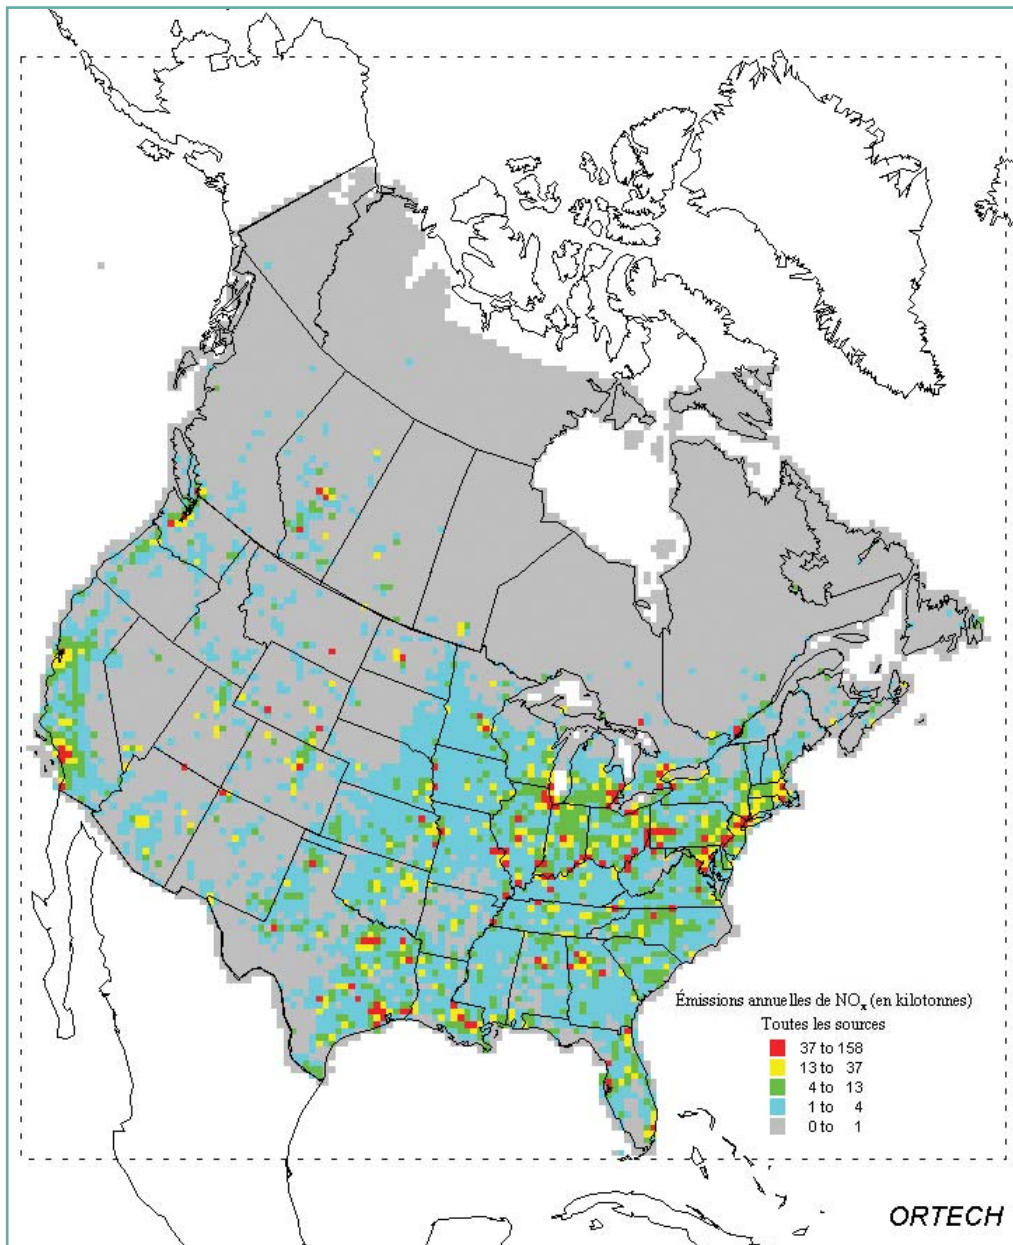 Émissions annuelles de NOx (en kilotonnes)
Toutes les sources
37 to 158
13 to 37
4 to 13
1 to 4
0 to 1
ORTECH